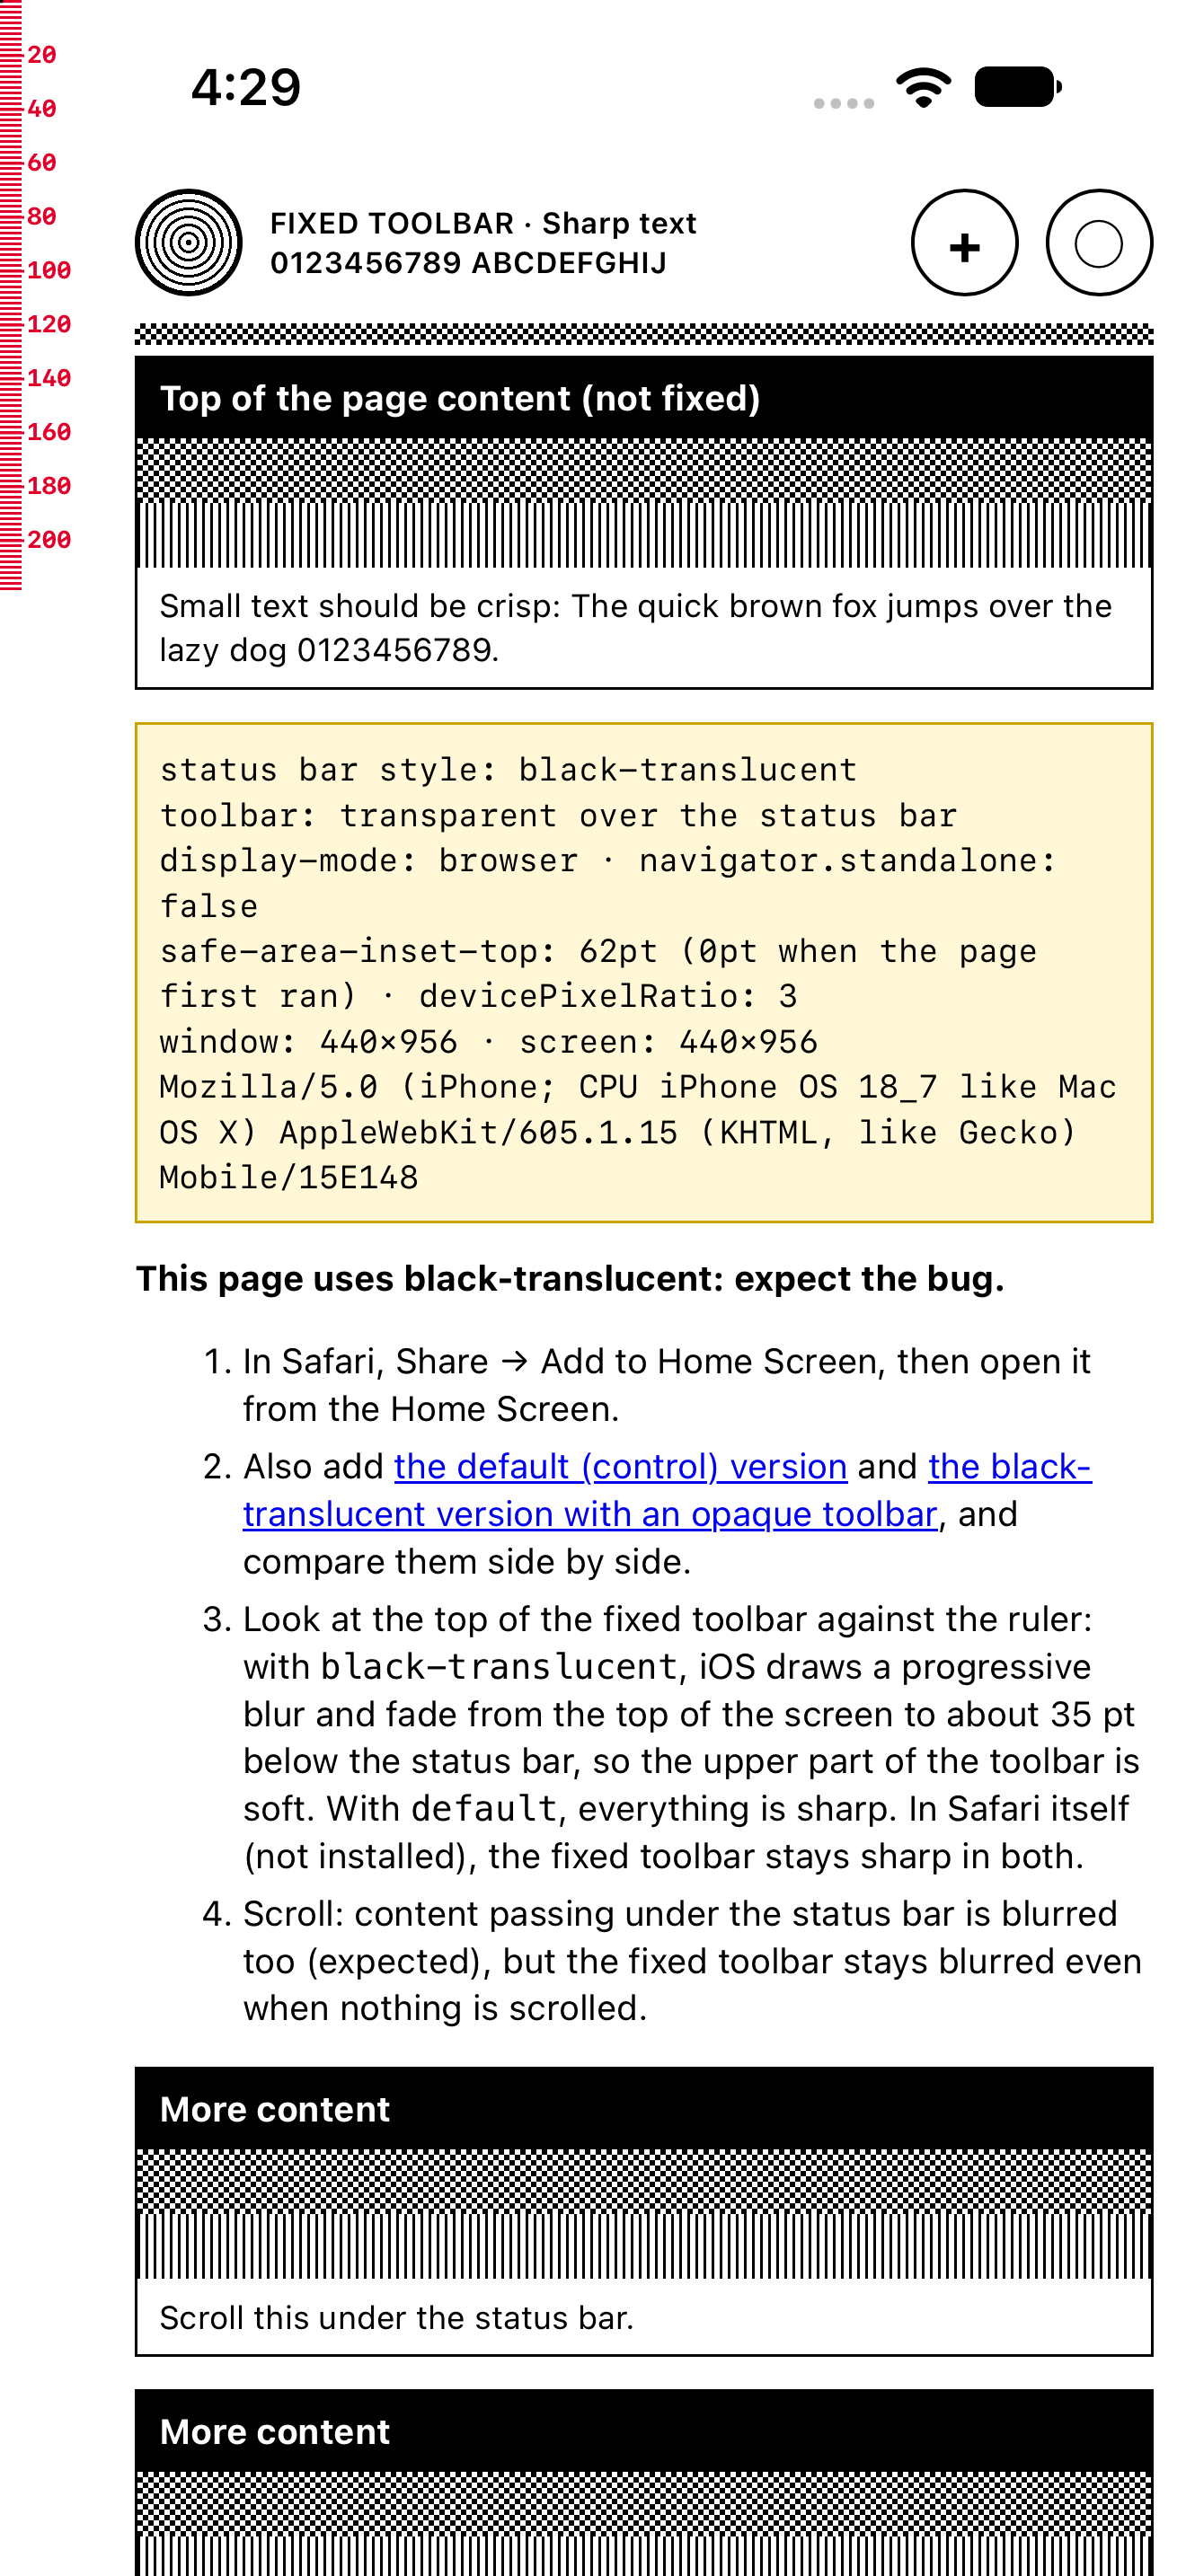 4:29
20
40
60
80
100
120
140
160
180
200
FIXED TOOLBAR · Sharp text
0123456789 ABCDEFGHIJ
+
Top of the page content (not fixed)
Small text should be crisp: The quick brown fox jumps over the
lazy dog 0123456789.
status bar style: black-translucent
toolbar: transparent over the status bar
display-mode: browser · navigator.standalone:
false
safe-area-inset-top: 62pt (0pt when the page
first ran) · devicePixelRatio: 3
window: 440×956 · screen: 440×956
Mozilla/5.0 (iPhone; CPU iPhone OS 18_7 like Mac
OS X) AppleWebKit/605.1.15 (KHTML, like Gecko)
Mobile/15E148
This page uses black-translucent: expect the bug.
1. In Safari, Share → Add to Home Screen, then open it
from the Home Screen.
2. Also add the default (control) version and the black-
translucent version with an opaque toolbar, and
compare them side by side.
3. Look at the top of the fixed toolbar against the ruler:
with black-translucent, iOS draws a progressive
blur and fade from the top of the screen to about 35 pt
below the status bar, so the upper part of the toolbar is
soft. With default, everything is sharp. In Safari itself
(not installed), the fixed toolbar stays sharp in both.
4. Scroll: content passing under the status bar is blurred
too (expected), but the fixed toolbar stays blurred even
when nothing is scrolled.
More content
Scroll this under the status bar.
More content